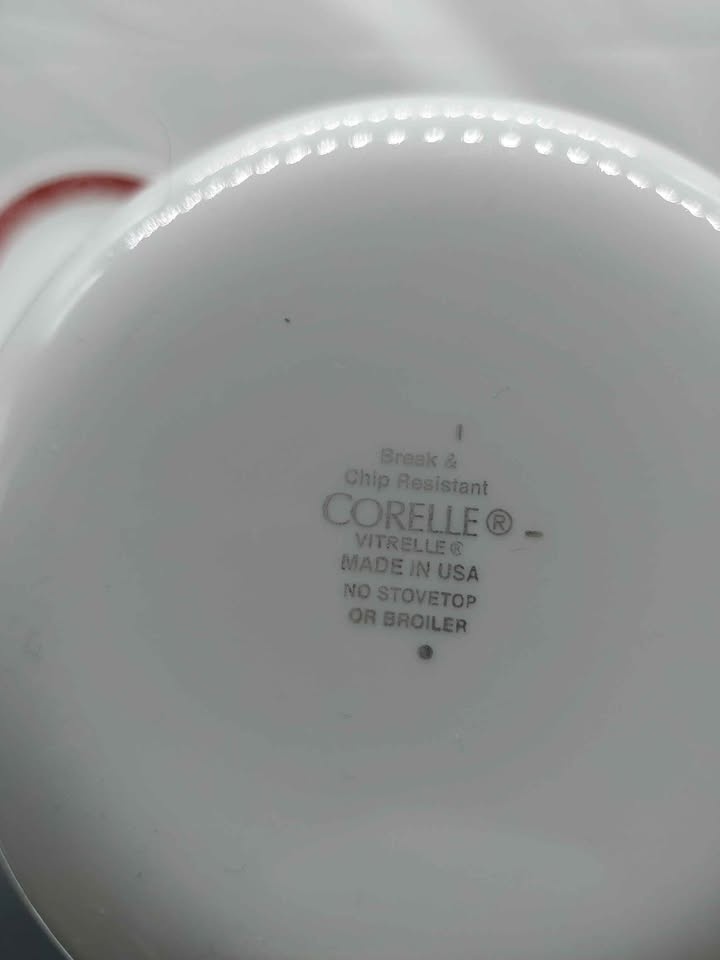 Break &
Chip Resistant
CORELLE®
VITRELLE®
MADE IN USA
NO STOVETOP
OR BROILER